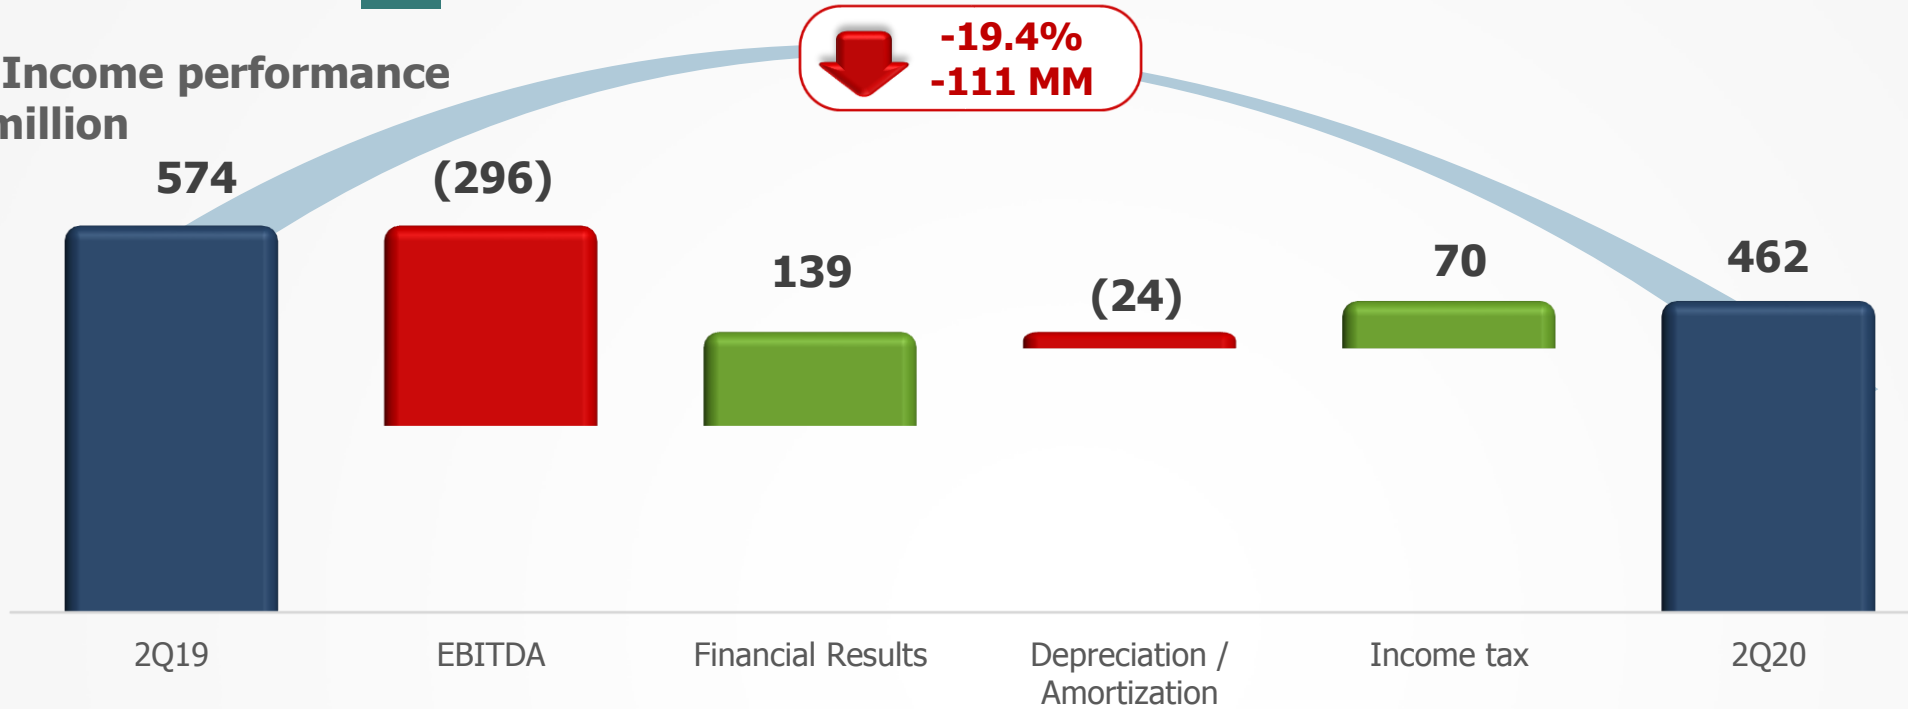 -19.4%
-111 MM
Income performance
million
574
(296)
139
(24)
70
462
2Q19
EBITDA
Financial Results
Depreciation /
Amortization
Income tax
2Q20